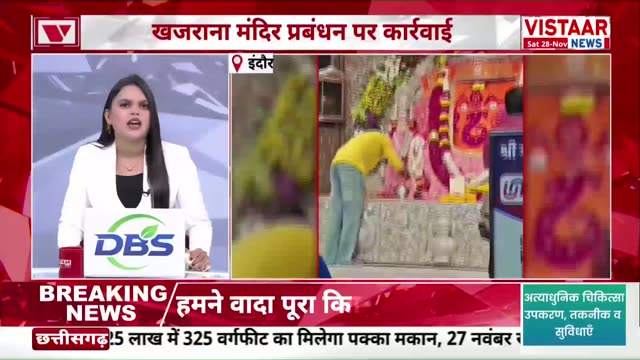 खजराना मंदिर प्रबंधन पर कार्रवाई
VISTAAR
Sat 28-Nov NEWS
इंदौर
DBS
BREAKING NEWS
हमने वादा पूरा कि
अत्याधुनिक चिकित्सा
उपकरण, तकनीक व
सुविधाएँ
छत्तीसगढ़
25 लाख में 325 वर्गफीट का मिलेगा पक्का मकान, 27 नवंबर